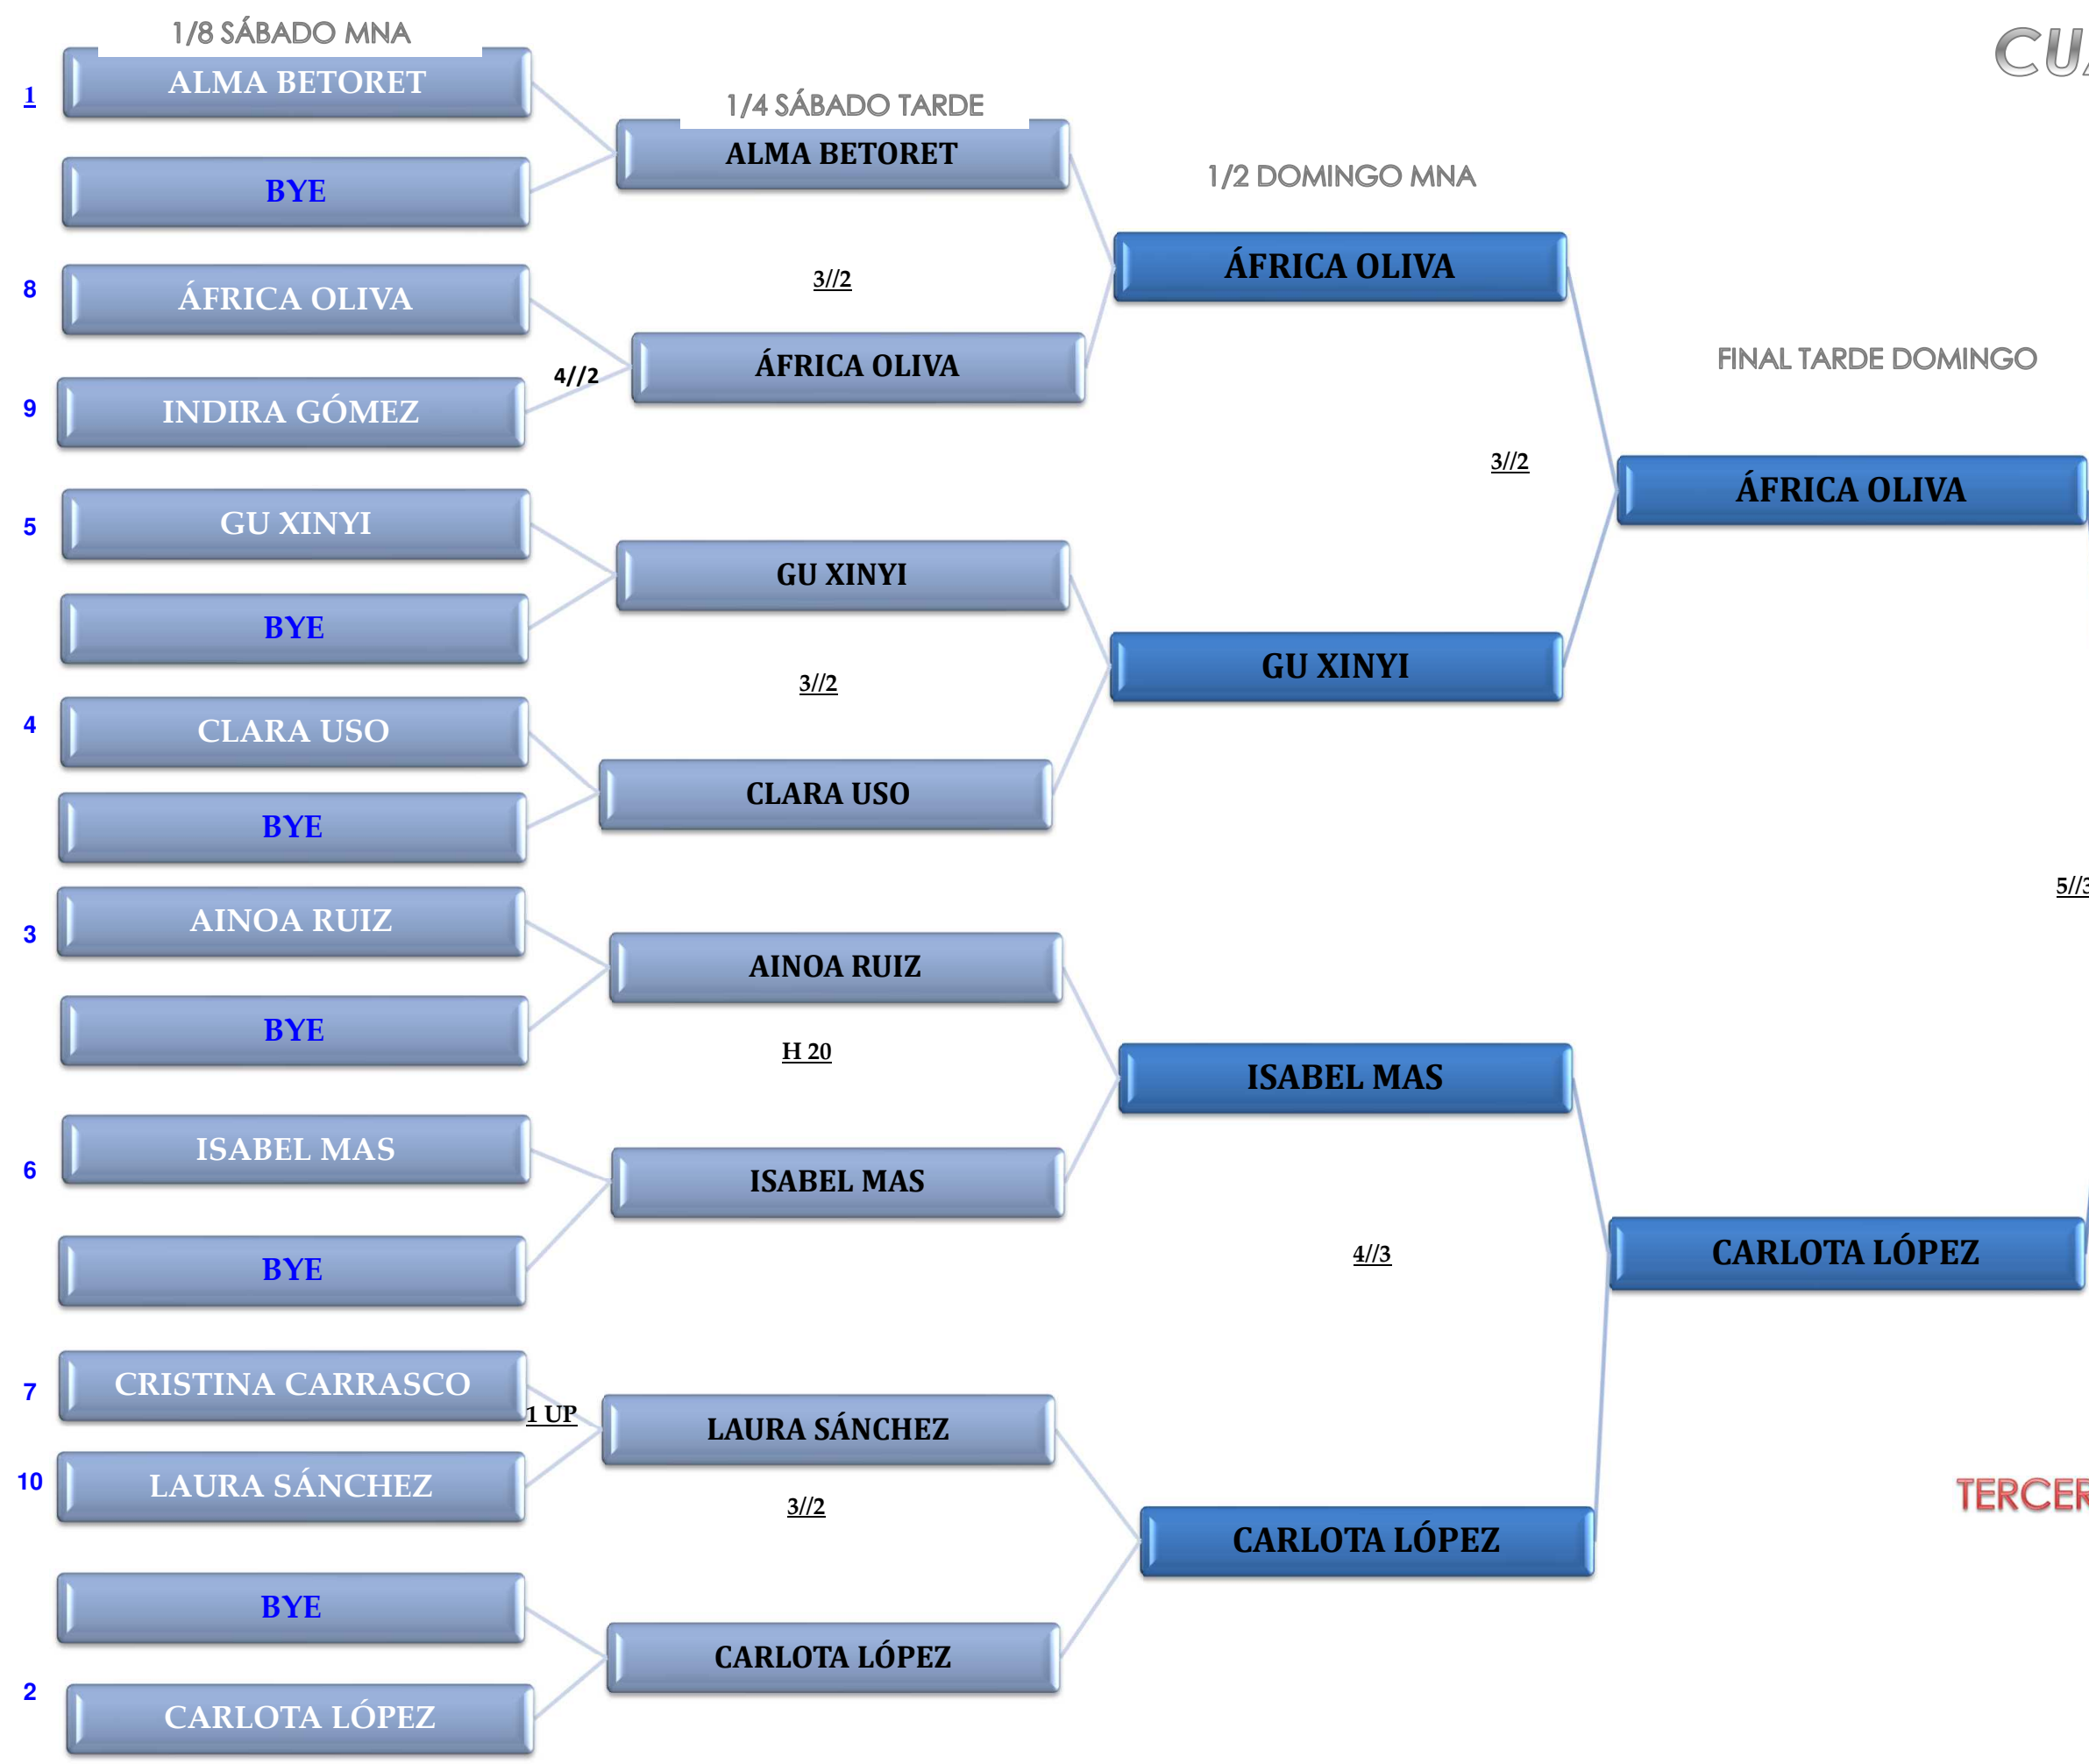 1/8 SÁBADO MNA
1
ALMA BETORET
BYE
8
ÁFRICA OLIVA
4//2
9
INDIRA GÓMEZ
5
GU XINYI
BYE
4
CLARA USO
BYE
3
AINOA RUIZ
BYE
6
ISABEL MAS
BYE
7
CRISTINA CARRASCO
1 UP
10
LAURA SÁNCHEZ
BYE
2
CARLOTA LÓPEZ
1/4 SÁBADO TARDE
ALMA BETORET
3//2
ÁFRICA OLIVA
GU XINYI
3//2
CLARA USO
AINOA RUIZ
H 20
ISABEL MAS
LAURA SÁNCHEZ
3//2
CARLOTA LÓPEZ
1/2 DOMINGO MNA
ÁFRICA OLIVA
3//2
GU XINYI
ISABEL MAS
4//3
CARLOTA LÓPEZ
FINAL TARDE DOMINGO
ÁFRICA OLIVA
5//3
CARLOTA LÓPEZ